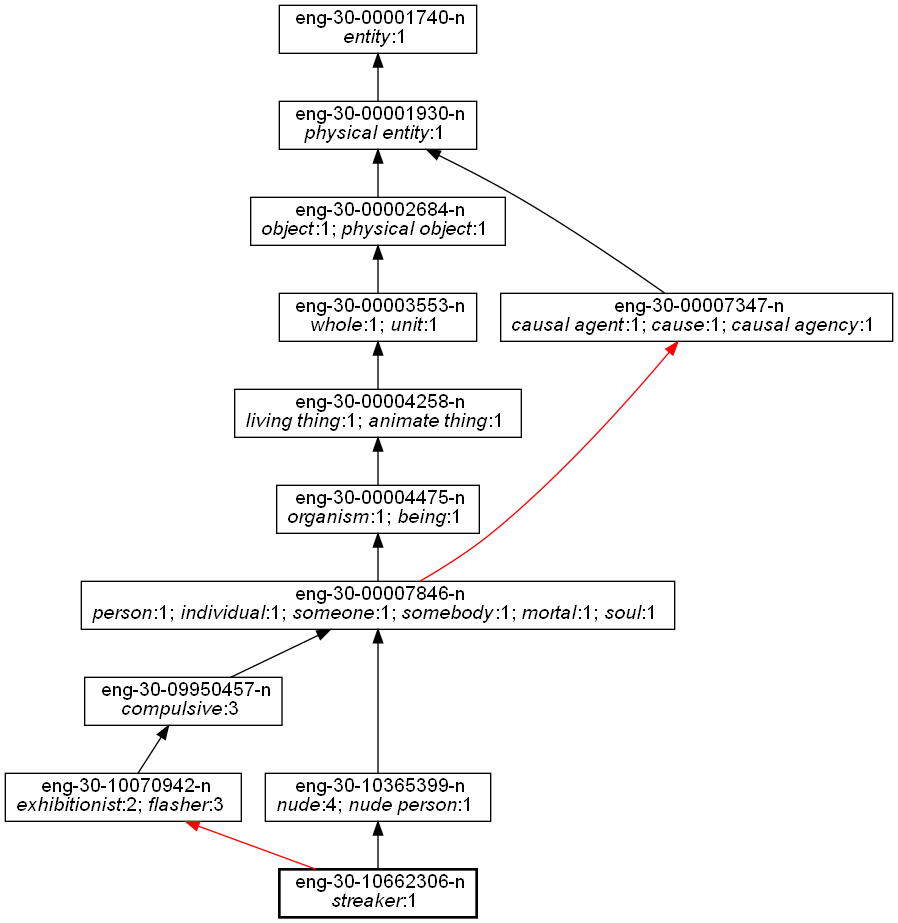 eng-30-00001740-n
entity:1
eng-30-00001930-n
physical entity:1
eng-30-00002684-n
object:1; physical object:1
eng-30-00003553-n
whole:1; unit:1
eng-30-00007347-n
causal agent:1; cause:1; causal agency:1
eng-30-00004258-n
living thing:1; animate thing:1
eng-30-00004475-n
organism:1; being:1
eng-30-00007846-n
person:1; individual:1; someone:1; somebody:1; mortal:1; soul:1
eng-30-09950457-n
compulsive:3
eng-30-10070942-n
exhibitionist:2; flasher:3
eng-30-10365399-n
nude:4; nude person:1
eng-30-10662306-n
streaker:1